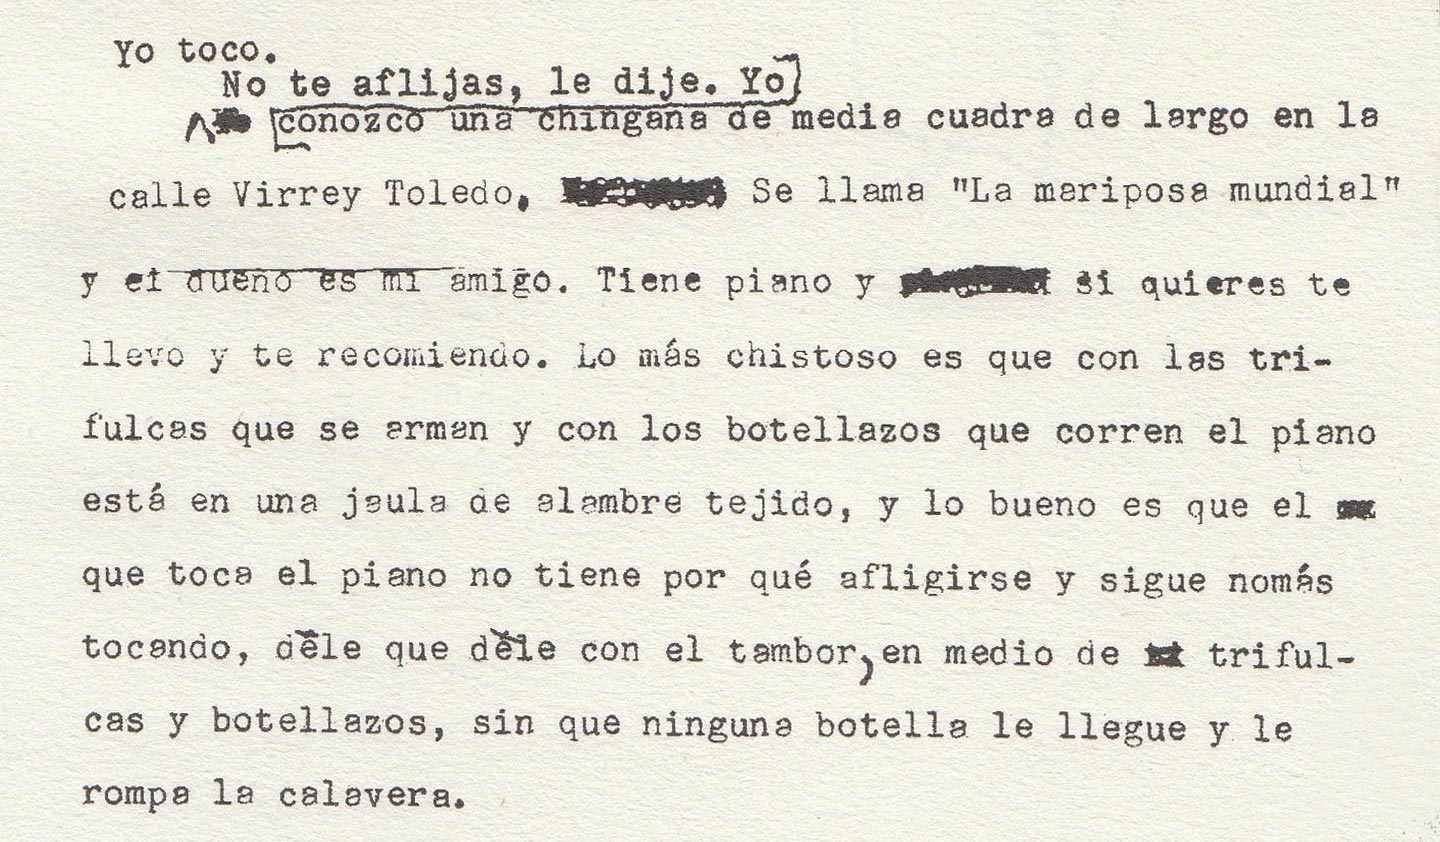 Yo toco.
No te aflijas, le dije. Yo
conozco una chingana de media cuadra de largo en la
calle Virrey Toledo, Se llama "La mariposa mundial"
y el dueño es mi amigo. Tiene piano y si quieres te
llevo y te recomiendo. Lo más chistoso es que con las tri-
fulcas que se arman y con los botellazos que corren el piano
está en una jaula de alambre tejido, y lo bueno es que el
que toca el piano no tiene por qué afligirse y sigue nomás
tocando, dele que dele con el tambor, en medio de triful-
cas y botellazos, sin que ninguna botella le llegue y le
rompa la calavera.